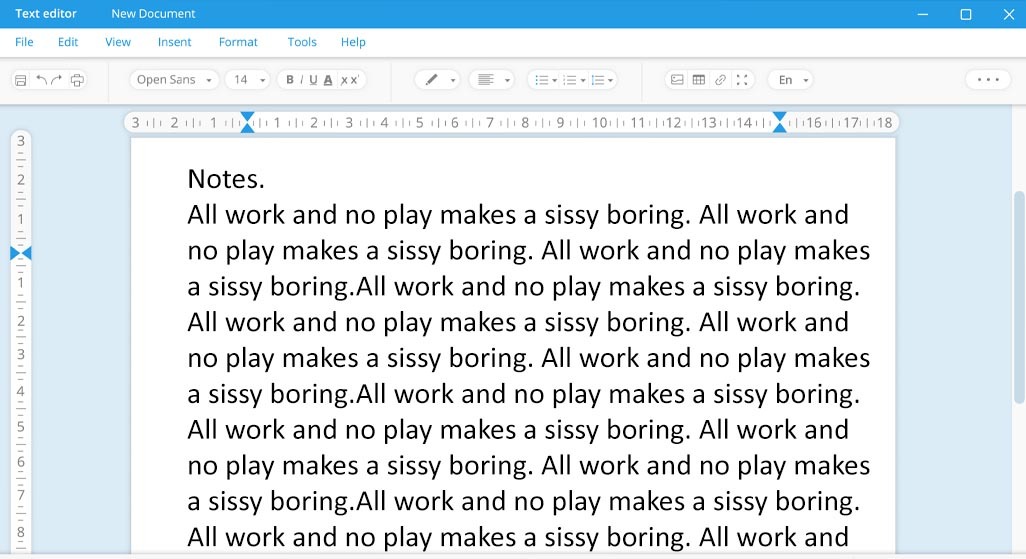 Text editor New Document
File Edit View Insent Format Tools Help
Open Sans 14 B I U A x x' En
3 2 1 1 2 3 4 5 6 7 8 9 10 11 12 13 14 16 17 18
3
2
1
1
2
3
4
5
6
7
8
Notes.
All work and no play makes a sissy boring. All work and
no play makes a sissy boring. All work and no play makes
a sissy boring.All work and no play makes a sissy boring.
All work and no play makes a sissy boring. All work and
no play makes a sissy boring. All work and no play makes
a sissy boring.All work and no play makes a sissy boring.
All work and no play makes a sissy boring. All work and
no play makes a sissy boring. All work and no play makes
a sissy boring.All work and no play makes a sissy boring.
All work and no play makes a sissy boring. All work and